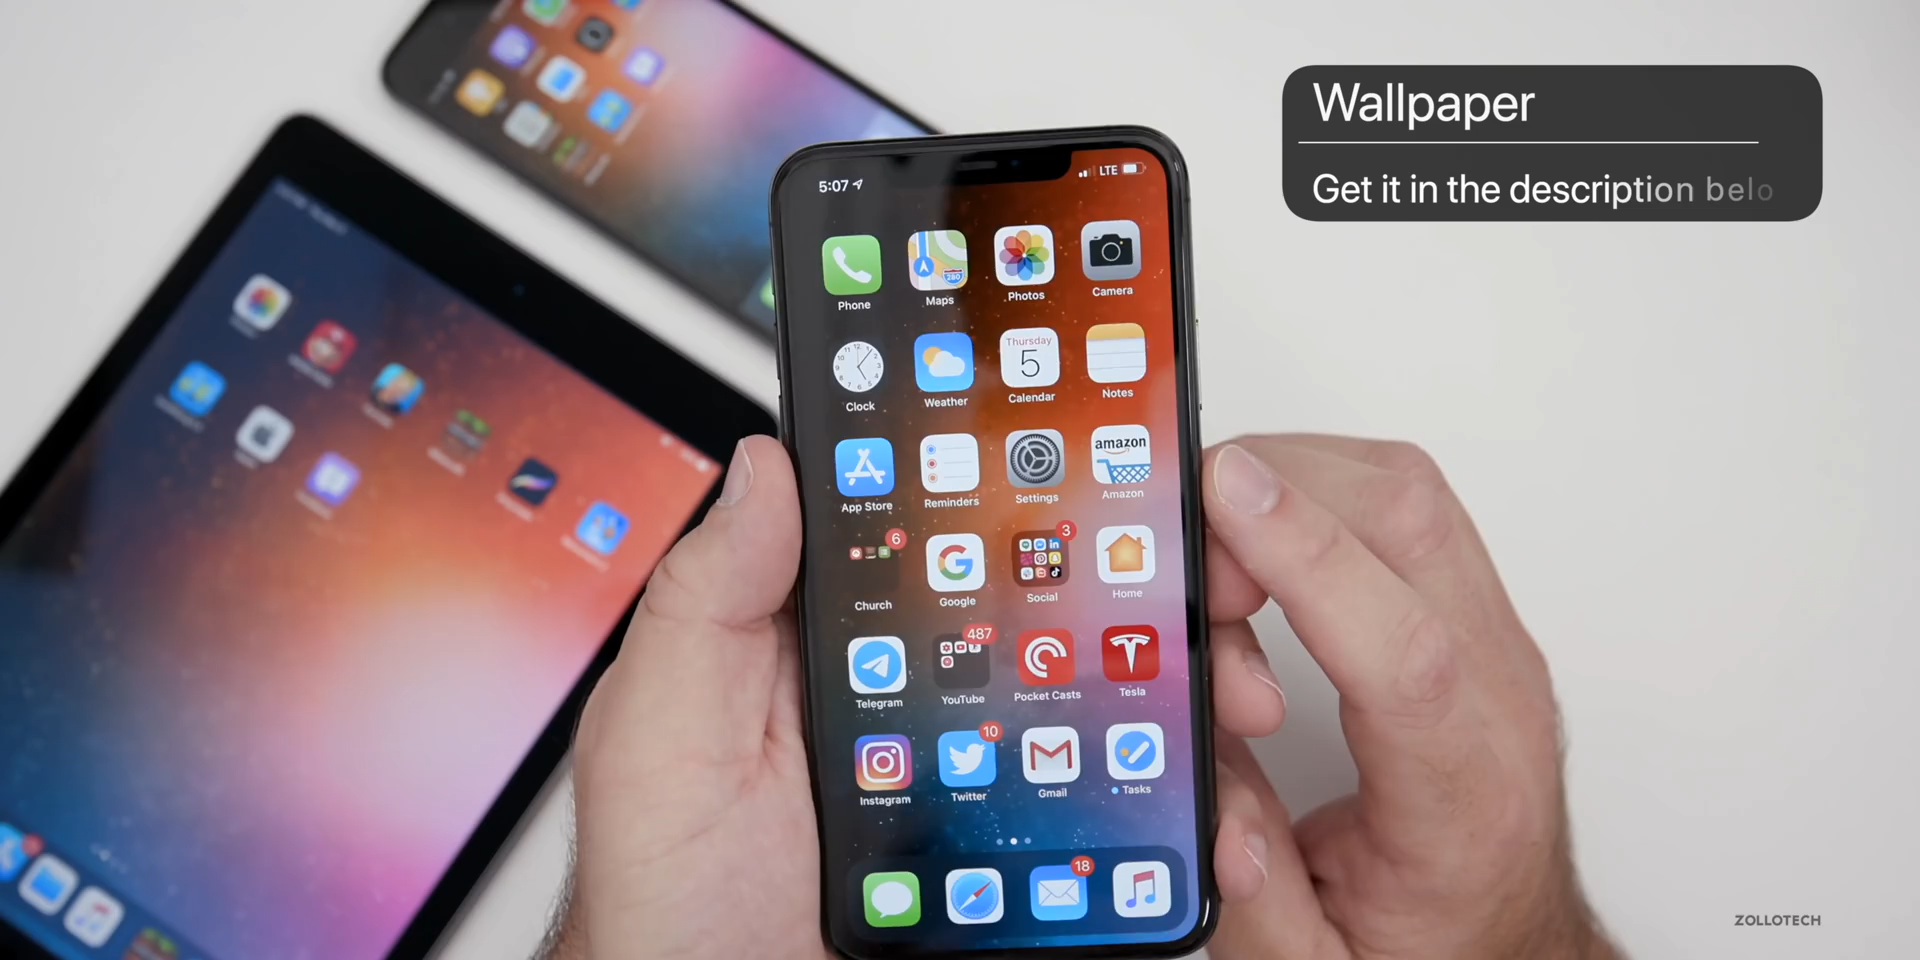 Wallpaper
Get it in the description belo
5:07
LTE
Phone
Maps
Photos
Camera
280
Clock
Weather
Thursday
5
Calendar
Notes
App Store
Reminders
Settings
amazon
Amazon
6
Church
Google
3
in
Social
Home
Telegram
487
YouTube
Pocket Casts
Tesla
Instagram
10
Twitter
Gmail
Tasks
18
ZOLLOTECH